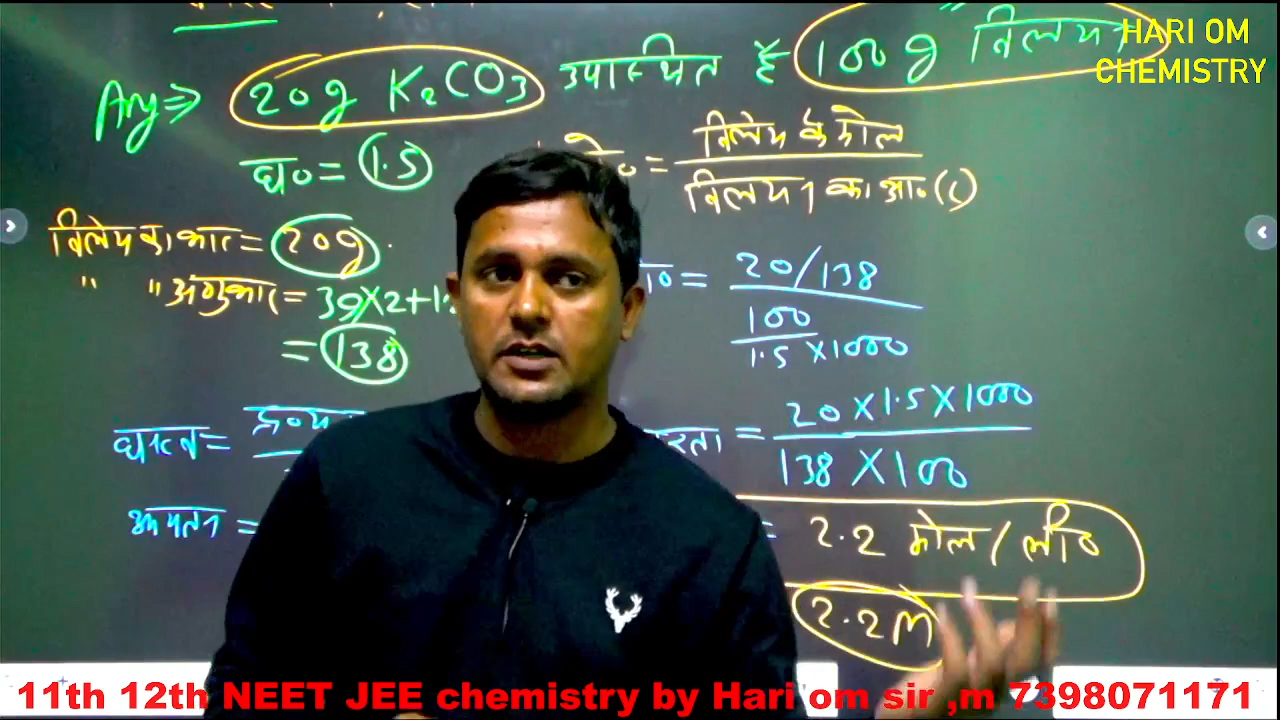 HARI OM
CHEMISTRY
Ans ⇒ 20g K₂CO₃ उपस्थित है 100g विलयन
घ० = 1.5
विलेय के मोल
विलयन का आ० (L)
विलेय का भार = 20g
" " अणुभार = 39×2+1
= 138
20/138
100
1.5 ×1000
घनत्व =
रता = 20 × 1.5 × 1000
138 × 100
आयतन =
= 2.2 मोल / ली०
2.2 M
11th 12th NEET JEE chemistry by Hari om sir ,m 7398071171